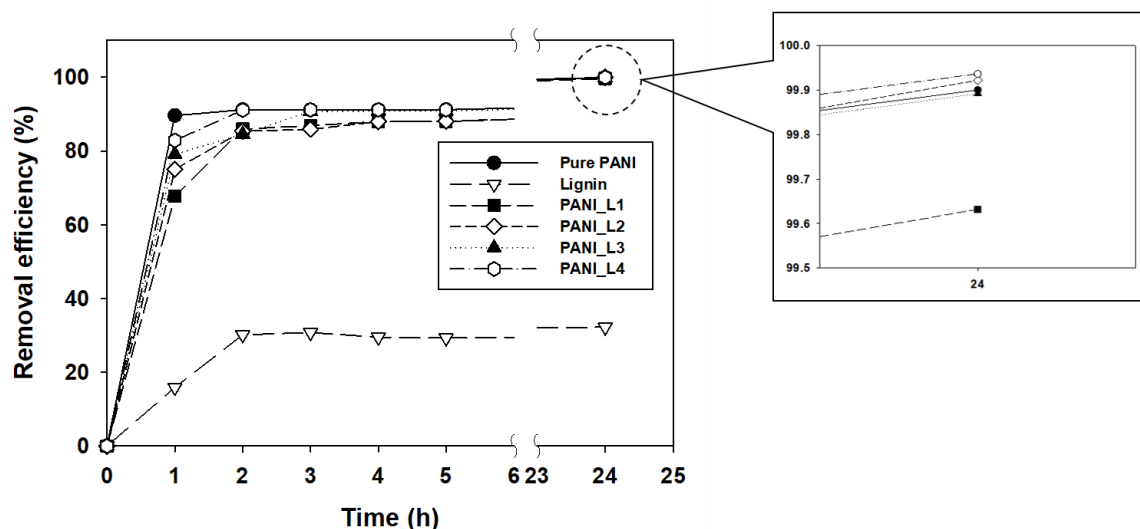 Removal efficiency (%)
100
80
60
40
20
0
0 1 2 3 4 5 6 23 24 25
Time (h)
Pure PANI
Lignin
PANI_L1
PANI_L2
PANI_L3
PANI_L4
100.0
99.9
99.8
99.7
99.6
99.5
24